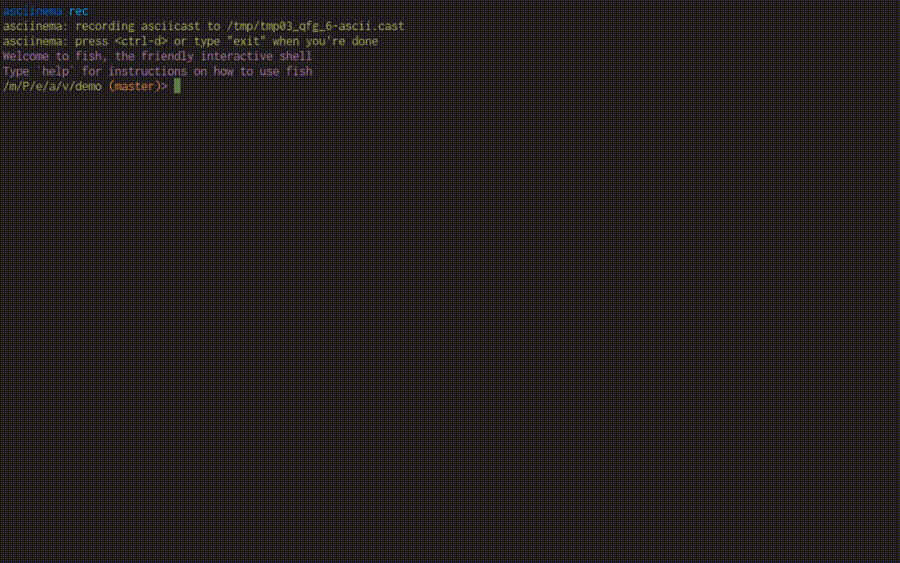 asciinema rec
asciinema: recording asciicast to /tmp/tmp03_qfg_6-ascii.cast
asciinema: press <ctrl-d> or type "exit" when you're done
Welcome to fish, the friendly interactive shell
Type `help` for instructions on how to use fish
/m/P/e/a/v/demo (master)>